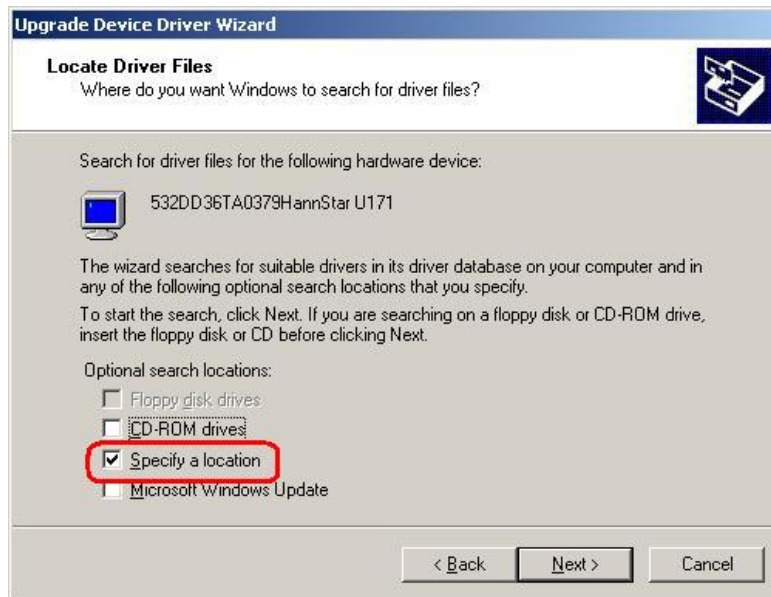 Upgrade Device Driver Wizard
Locate Driver Files
Where do you want Windows to search for driver files?
Search for driver files for the following hardware device:
532DD36TA0379HannStar U171
The wizard searches for suitable drivers in its driver database on your computer and in
any of the following optional search locations that you specify.
To start the search, click Next. If you are searching on a floppy disk or CD-ROM drive,
insert the floppy disk or CD before clicking Next.
Optional search locations:
Floppy disk drives
CD-ROM drives
Specify a location
Microsoft Windows Update
< Back
Next >
Cancel